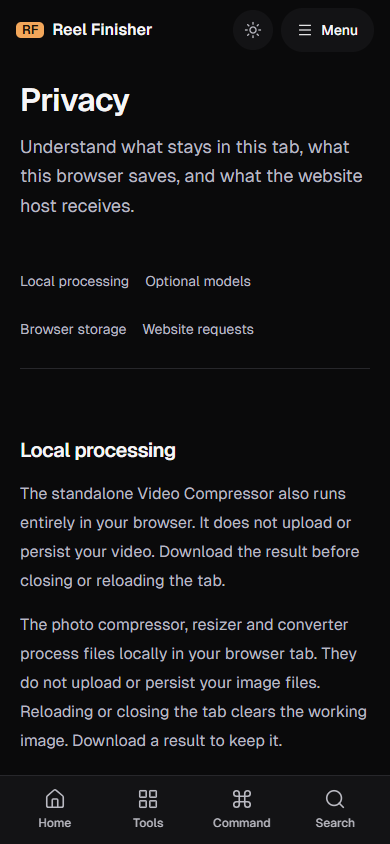 RF Reel Finisher
Menu
Privacy
Understand what stays in this tab, what
this browser saves, and what the website
host receives.
Local processing Optional models
Browser storage Website requests
Local processing
The standalone Video Compressor also runs
entirely in your browser. It does not upload or
persist your video. Download the result before
closing or reloading the tab.
The photo compressor, resizer and converter
process files locally in your browser tab. They
do not upload or persist your image files.
Reloading or closing the tab clears the working
image. Download a result to keep it.
Home Tools Command Search